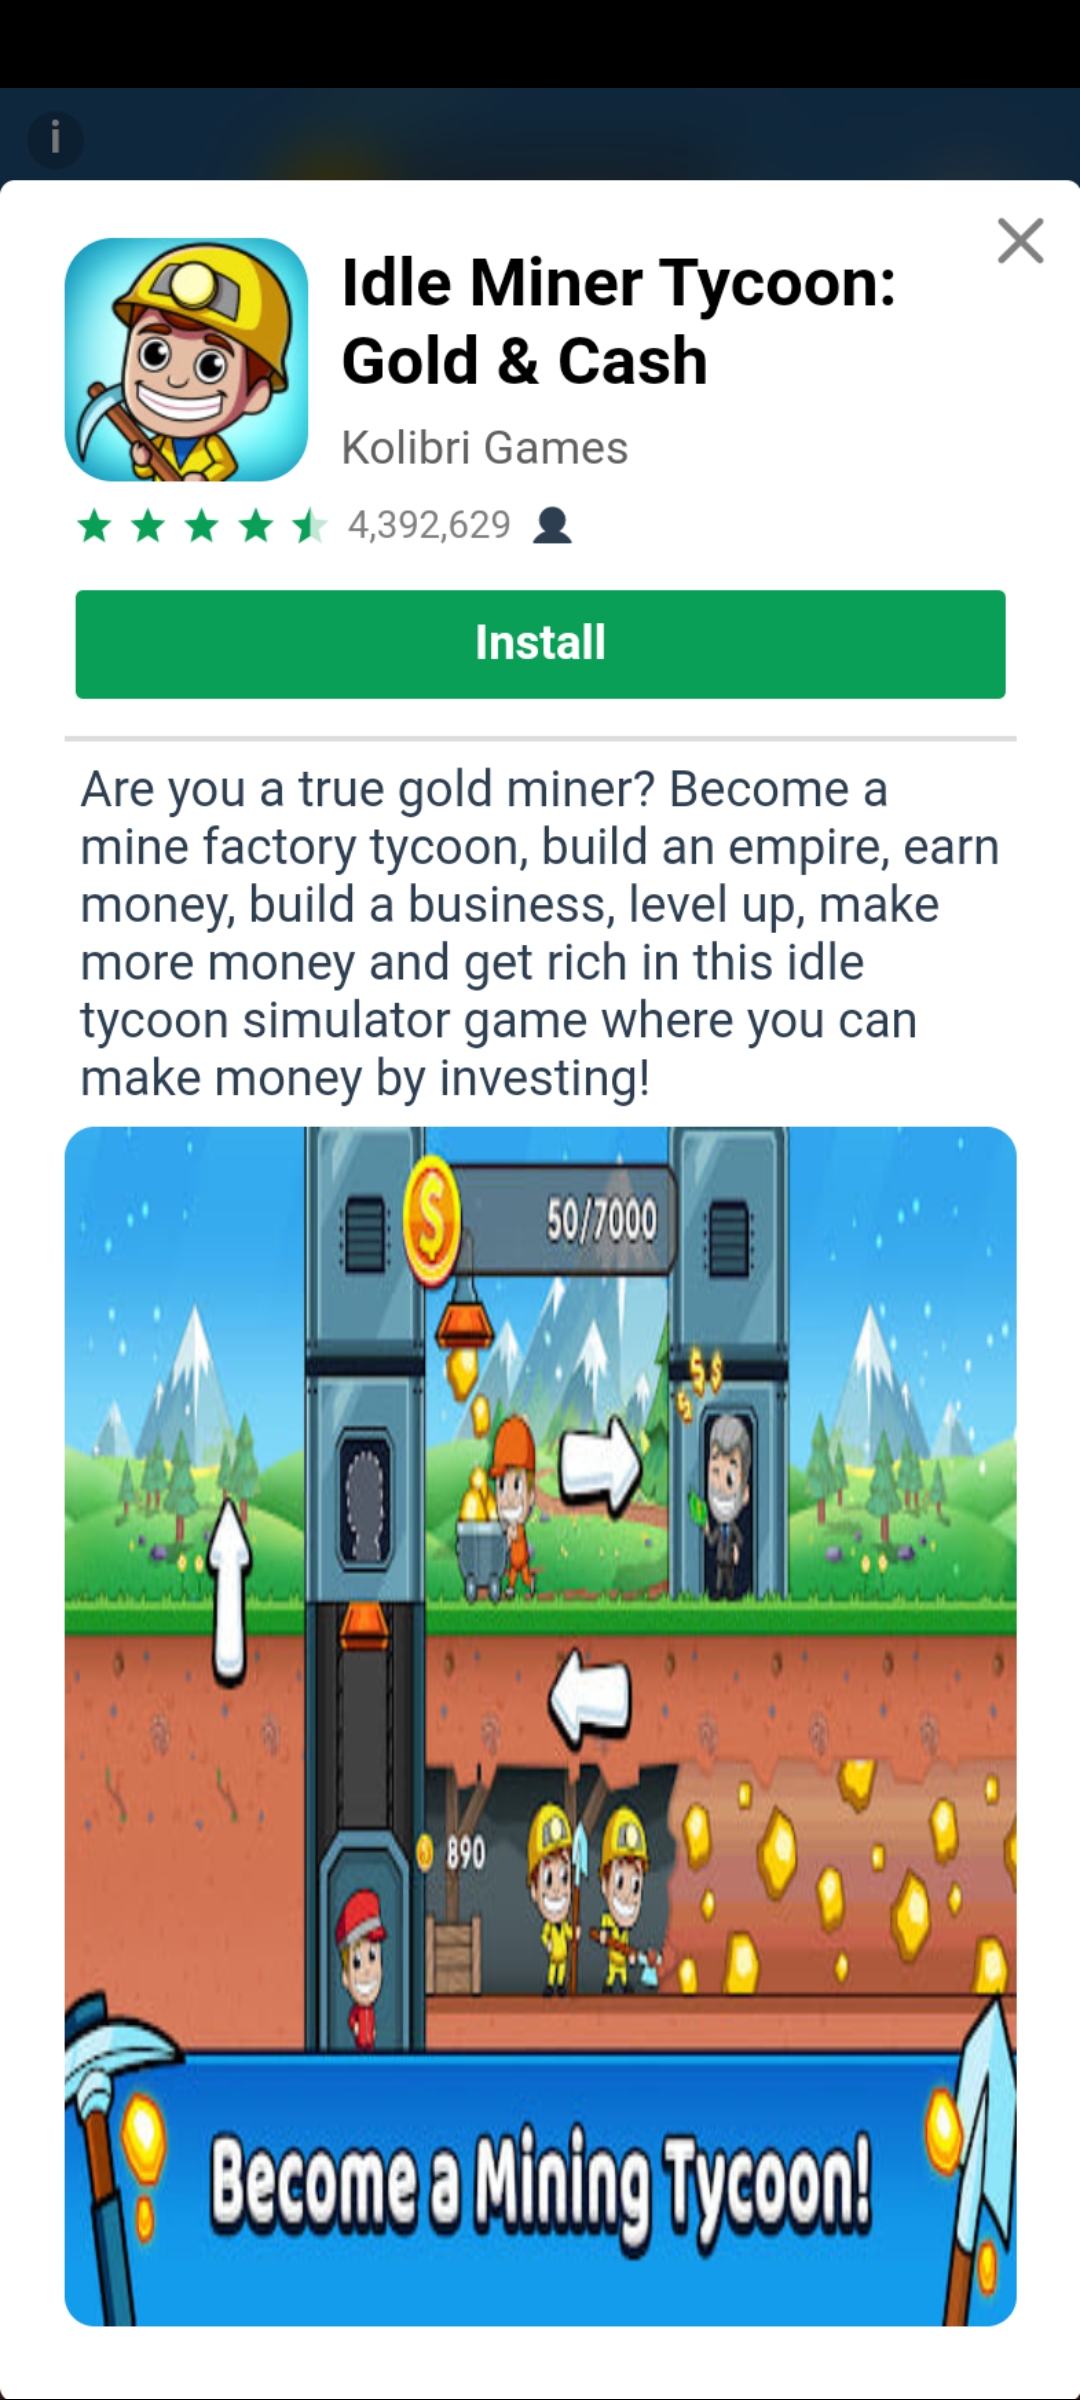 i
Idle Miner Tycoon:
Gold & Cash
Kolibri Games
4,392,629
Install
Are you a true gold miner? Become a
mine factory tycoon, build an empire, earn
money, build a business, level up, make
more money and get rich in this idle
tycoon simulator game where you can
make money by investing!
$ 50/7000
$ $
$
890
Become a Mining Tycoon!